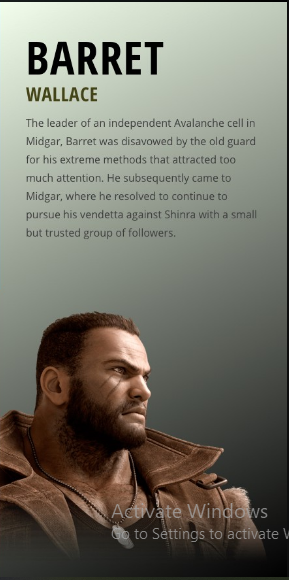 BARRET
WALLACE
The leader of an independent Avalanche cell in
Midgar, Barret was disavowed by the old guard
for his extreme methods that attracted too
much attention. He subsequently came to
Midgar, where he resolved to continue to
pursue his vendetta against Shinra with a small
but trusted group of followers.
Activate Windows
Go to Settings to activate W